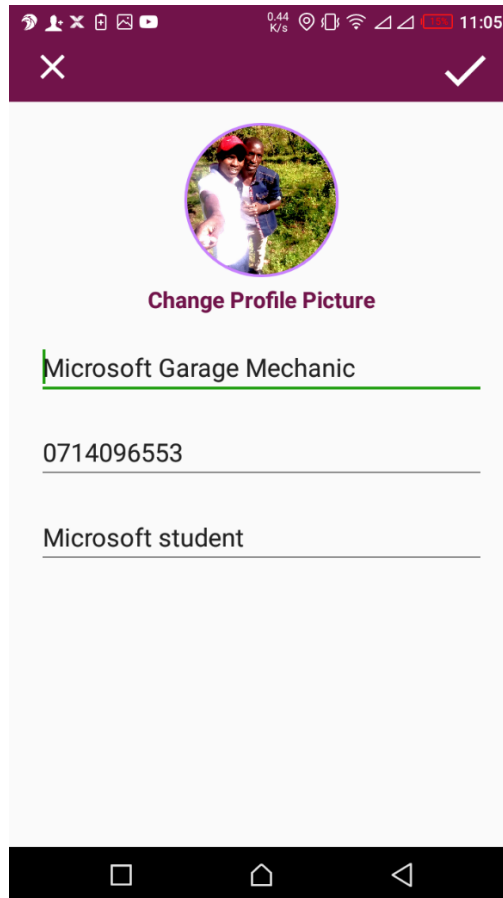 0.44
K/s
15%
11:05
Change Profile Picture
Microsoft Garage Mechanic
0714096553
Microsoft student